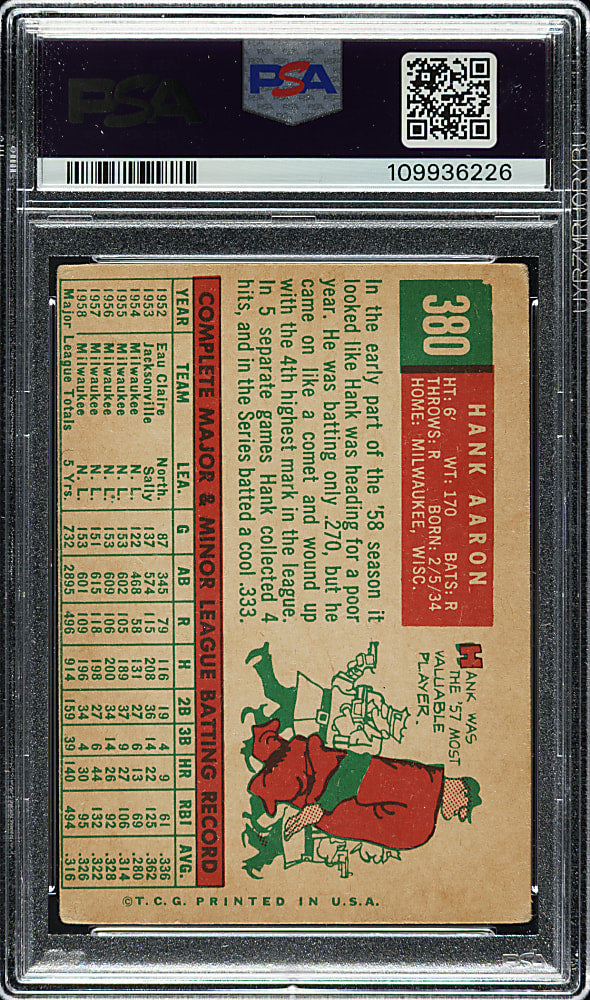 PSA
PSA
109936226
380
HANK AARON
HT: 6' WT: 170 BATS: R
THROWS: R BORN: 2/5/34
HOME: MILWAUKEE, WISC.
In the early part of the '58 season it
looked like Hank was heading for a poor
year. He was batting only .270, but he
came on like a comet and wound up
with the 4th highest mark in the league.
In 5 separate games Hank collected 4
hits, and in the Series batted a cool .333.
HANK WAS
THE '57 MOST
VALUABLE
PLAYER.
COMPLETE MAJOR & MINOR LEAGUE BATTING RECORD
YEAR TEAM LEA. G AB R H 2B 3B HR RBI AVG.
1952 Eau Claire North. 87 345 79 116 19 4 9 61 .336
1953 Jacksonville Sally 137 574 115 208 36 14 22 125 .362
1954 Milwaukee N. L. 122 468 58 131 27 6 13 69 .280
1955 Milwaukee N. L. 153 602 105 189 37 9 27 106 .314
1956 Milwaukee N. L. 153 609 106 200 34 14 26 92 .328
1957 Milwaukee N. L. 151 615 118 198 27 6 44 132 .322
1958 Milwaukee N. L. 153 601 109 196 34 4 30 95 .326
Major League Totals 5 Yrs. 732 2895 496 914 159 39 140 494 .316
©T.C.G. PRINTED IN U.S.A.
PSA